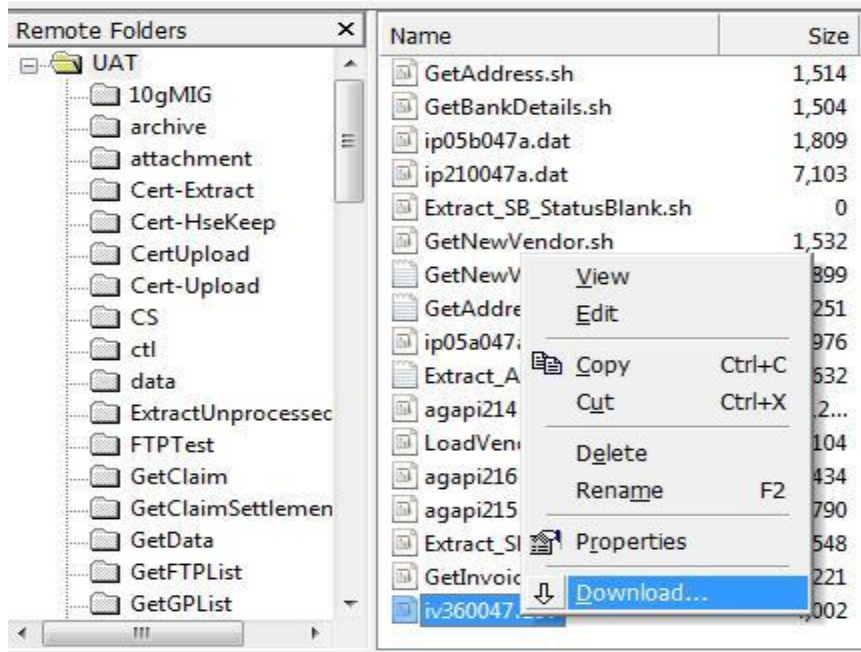 Remote Folders
UAT
10gMIG
archive
attachment
Cert-Extract
Cert-HseKeep
CertUpload
Cert-Upload
CS
ctl
data
ExtractUnprocessed
FTPTest
GetClaim
GetClaimSettlemen
GetData
GetFTPList
GetGPList
Name Size
GetAddress.sh 1,514
GetBankDetails.sh 1,504
ip05b047a.dat 1,809
ip210047a.dat 7,103
Extract_SB_StatusBlank.sh 0
GetNewVendor.sh 1,532
GetNewV 899
GetAddre 251
ip05a047a 976
Extract_A 632
agapi214 .2...
LoadVen 104
agapi216 434
agapi215 790
Extract_S 548
GetInvoic 221
iv360047. ,002
View
Edit
Copy Ctrl+C
Cut Ctrl+X
Delete
Rename F2
Properties
Download...